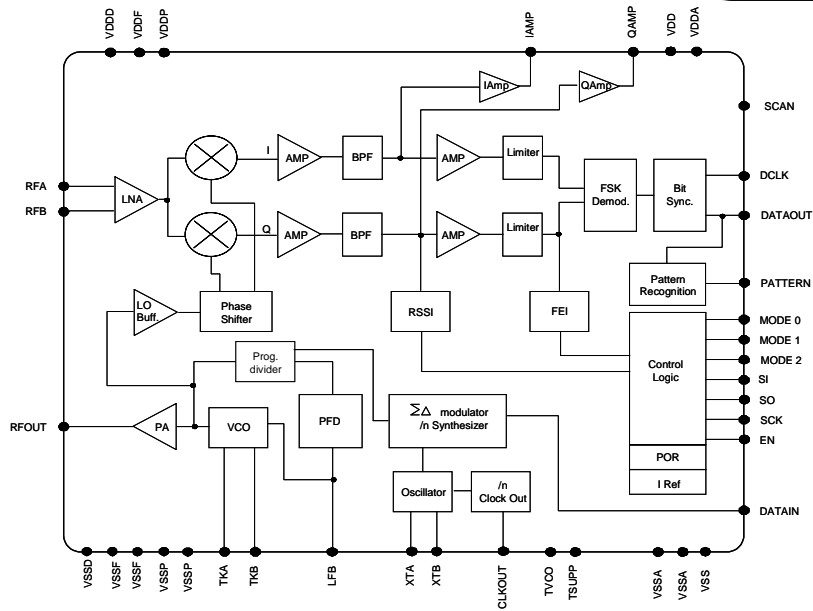 VDDD
VDDF
VDDP
IAMP
QAMP
VDD
VDDA
IAmp
QAmp
SCAN
I
AMP
BPF
AMP
Limiter
DCLK
RFA
LNA
FSK
Demod.
Bit
Sync.
RFB
DATAOUT
Q
AMP
BPF
AMP
Limiter
Pattern
Recognition
PATTERN
LO
Buff.
Phase
Shifter
RSSI
FEI
MODE 0
MODE 1
Control
Logic
MODE 2
Prog.
divider
SI
SO
ΣΔ modulator
/n Synthesizer
SCK
RFOUT
PA
VCO
PFD
EN
POR
Oscillator
/n
Clock Out
I Ref
DATAIN
VSSD
VSSF
VSSF
VSSP
VSSP
TKA
TKB
LFB
XTA
XTB
CLKOUT
TVCO
TSUPP
VSSA
VSSA
VSS